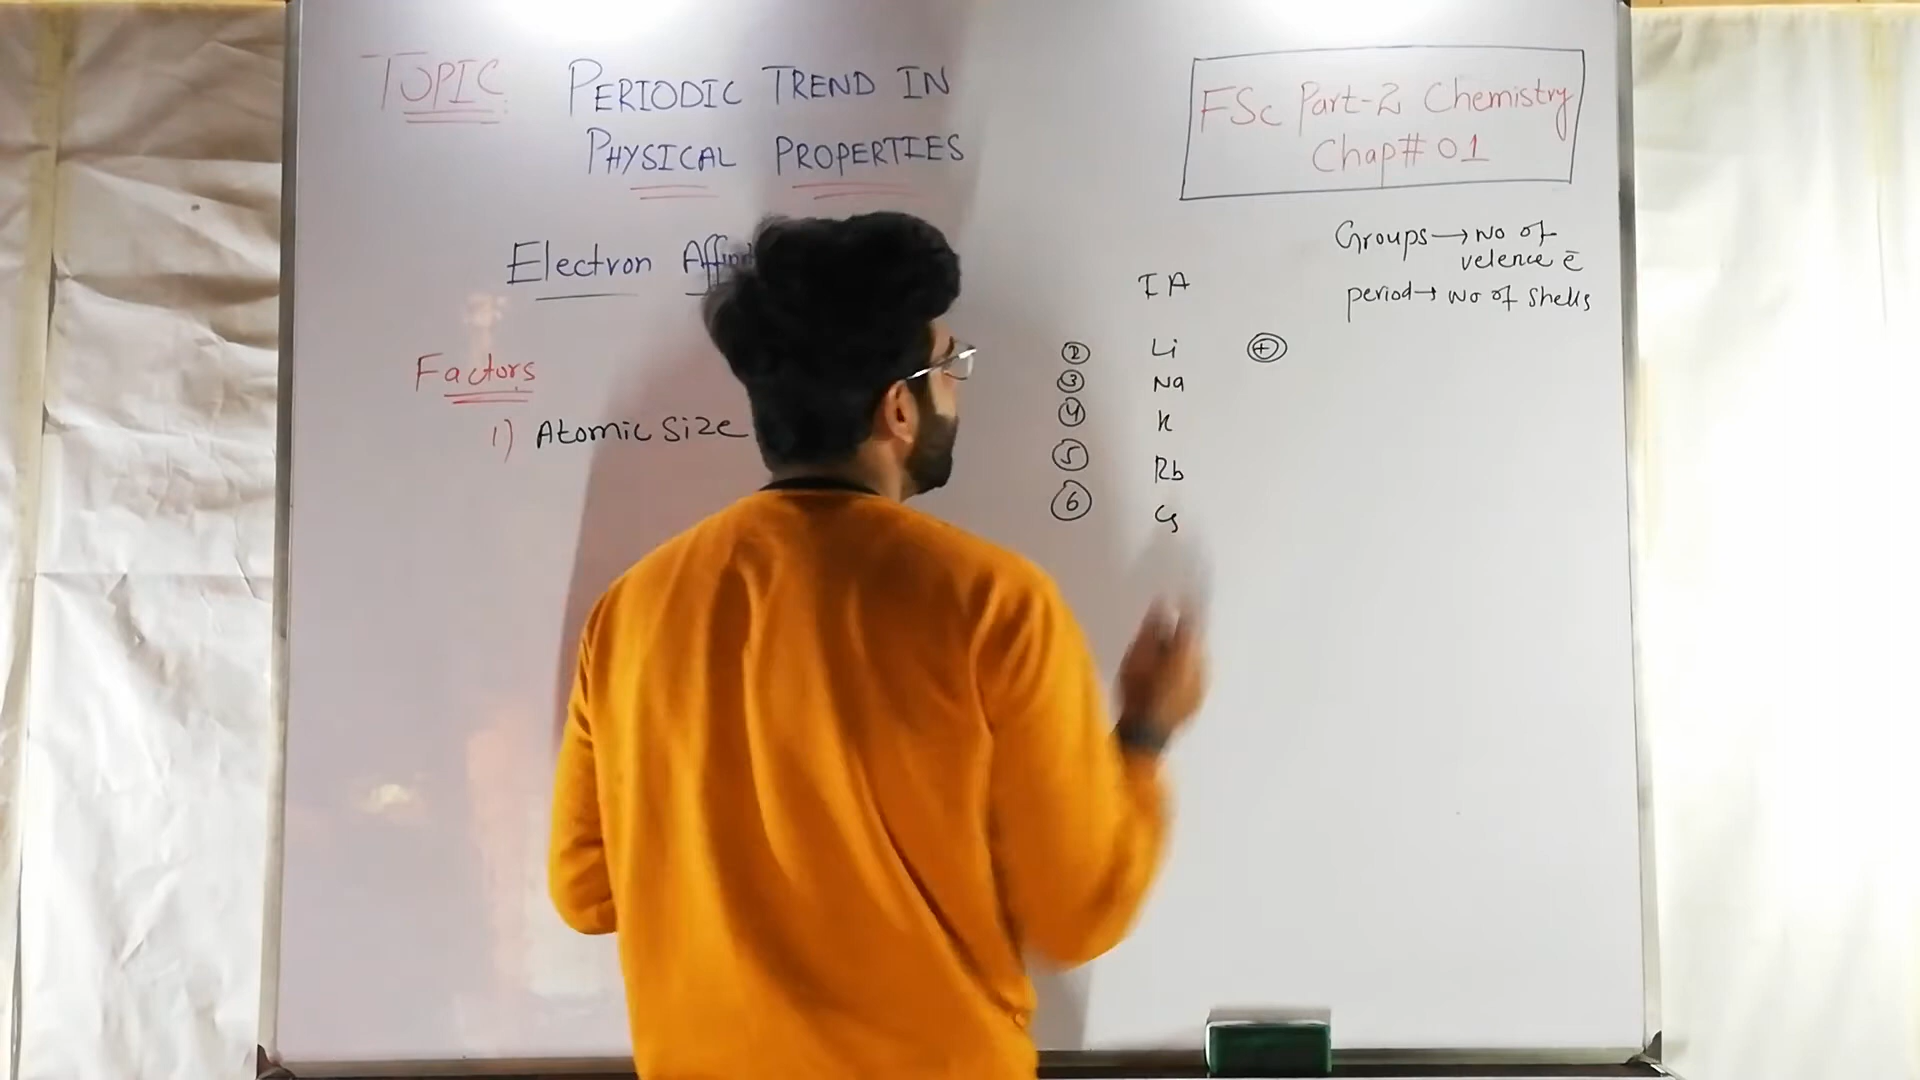 TOPIC: PERIODIC TREND IN
PHYSICAL PROPERTIES
FSc Part-2 Chemistry
Chap# 01
Electron
Groups → No of
velence ē
period → No of Shells
Factors
1) Atomic Size
I A
2 Li +
3 Na
4 K
5 Rb
6 Cs